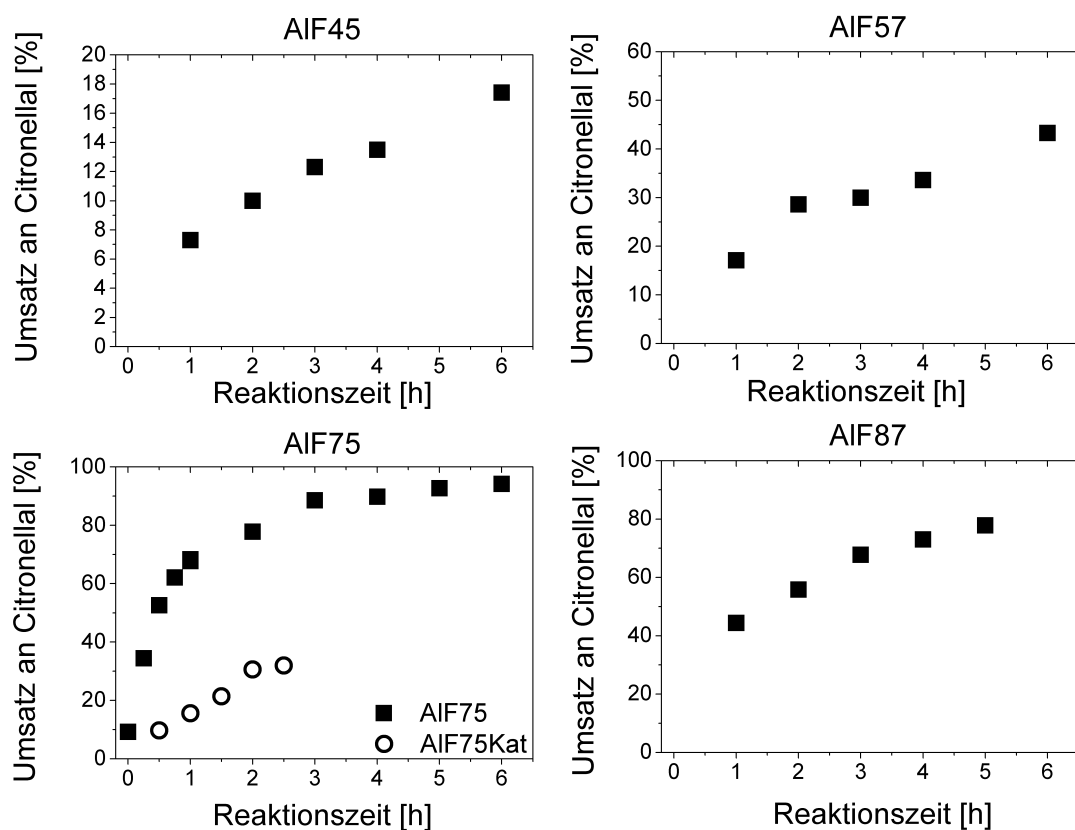 AlF45
Umsatz an Citronellal [%]
20
18
16
14
12
10
8
6
4
2
0
0 1 2 3 4 5 6
Reaktionszeit [h]
AlF57
Umsatz an Citronellal [%]
60
50
40
30
20
10
0
0 1 2 3 4 5 6
Reaktionszeit [h]
AlF75
Umsatz an Citronellal [%]
100
80
60
40
20
0
AlF75
AlF75Kat
0 1 2 3 4 5 6
Reaktionszeit [h]
AlF87
Umsatz an Citronellal [%]
100
80
60
40
20
0
0 1 2 3 4 5 6
Reaktionszeit [h]